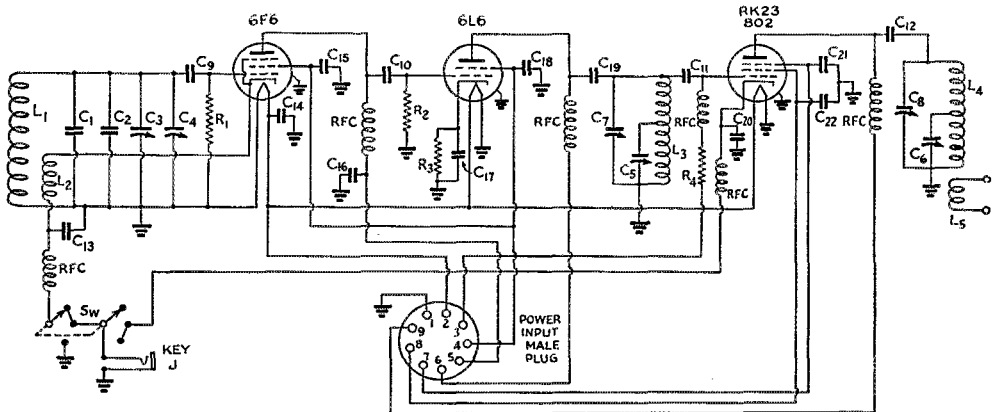 6F6
6L6
RK23
802
C12
C9
C15
C10
C18
C19
C11
C21
L1
C1
C2
C3
C4
R1
C14
RFC
R2
RFC
C7
C5
L3
RFC
C20
C22
RFC
C8
C6
L4
L2
C16
R3
C17
R4
RFC
L5
C13
RFC
SW
KEY
J
1
2
3
4
5
6
7
8
9
POWER
INPUT
MALE
PLUG